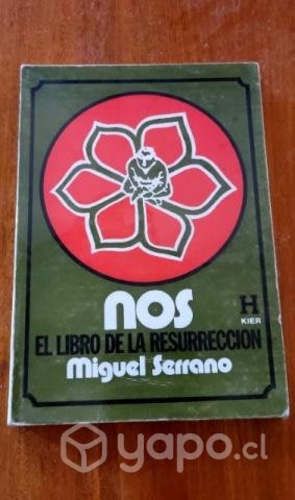 nos
H
KIER
EL LIBRO DE LA RESURRECCION
Miguel Serrano
yapo.cl